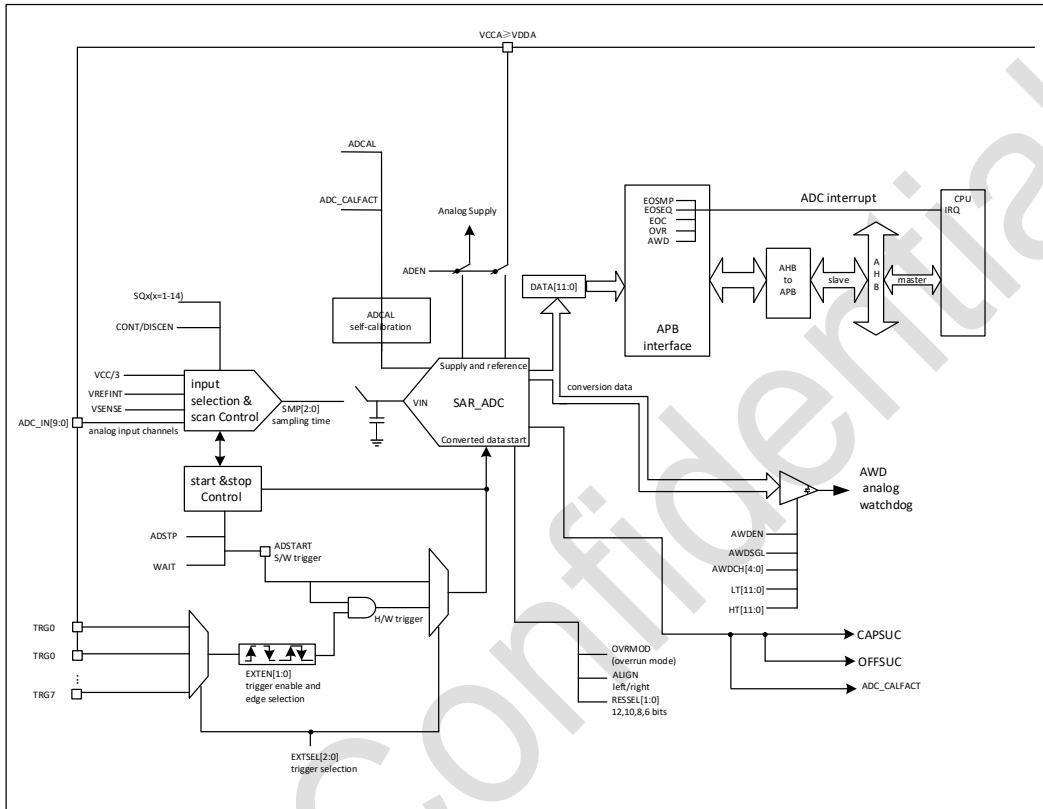 VCCA≥VDDA
ADCAL
ADC_CALFACT
Analog Supply
ADEN
ADCAL
self-calibration
SQx(x=1-14)
CONT/DISCEN
VCC/3
VREFINT
VSENSE
ADC_IN[9:0]
analog input channels
input
selection &
scan Control
SMP[2:0]
sampling time
Supply and reference
VIN
SAR_ADC
Converted data start
DATA[11:0]
conversion data
EOSMP
EOSEQ
EOC
OVR
AWD
APB
interface
ADC interrupt
CPU
IRQ
AHB
to
APB
slave
A
H
B
master
start &stop
Control
ADSTP
WAIT
ADSTART
S/W trigger
H/W trigger
TRG0
TRG0
⋮
TRG7
EXTEN[1:0]
trigger enable and
edge selection
EXTSEL[2:0]
trigger selection
AWD
analog
watchdog
AWDEN
AWDSGL
AWDCH[4:0]
LT[11:0]
HT[11:0]
OVRMOD
(overrun mode)
ALIGN
left/right
RESSEL[1:0]
12,10,8,6 bits
CAPSUC
OFFSUC
ADC_CALFACT
Confidential